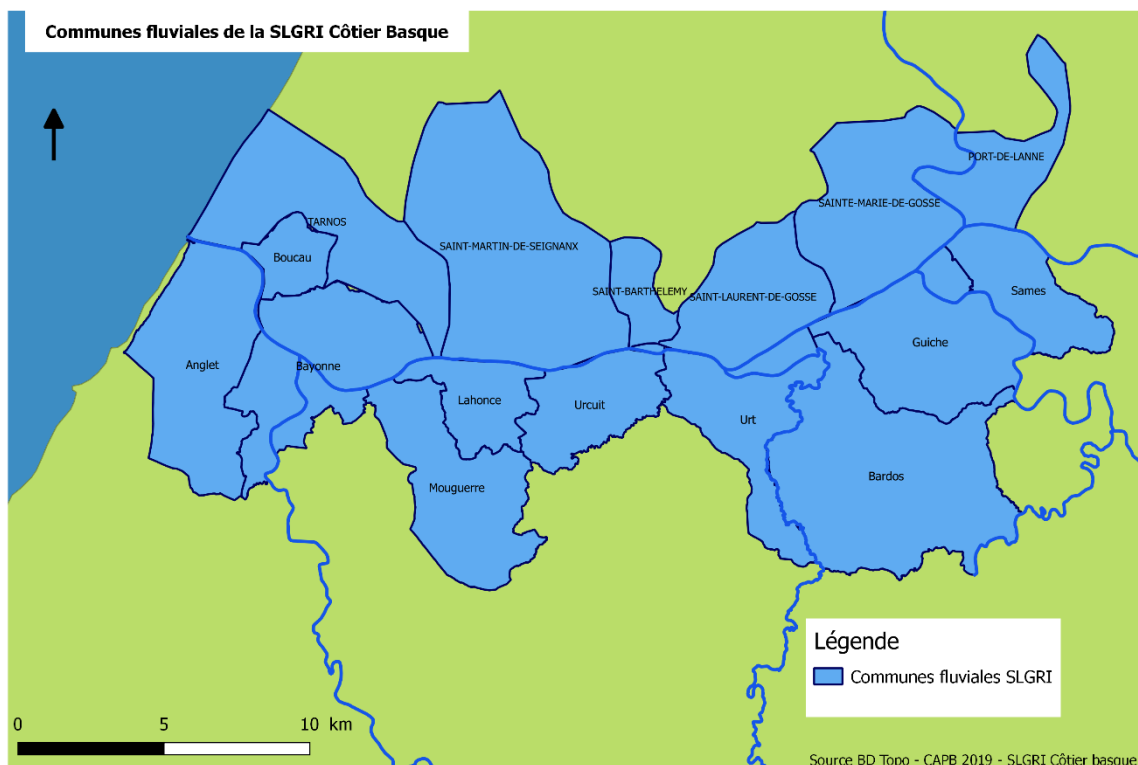 Communes fluviales de la SLGRI Côtier Basque
PORT-DE-LANNE
SAINTE-MARIE-DE-GOSSE
TARNOS
SAINT-MARTIN-DE-SEIGNANX
Boucau
SAINT-BARTHELEMY
SAINT-LAURENT-DE-GOSSE
Sames
Guiche
Anglet
Bayonne
Lahonce
Urcuit
Urt
Bardos
Mouguerre
Légende
Communes fluviales SLGRI
0 5 10 km
Source BD Topo - CAPB 2019 - SLGRI Côtier basque